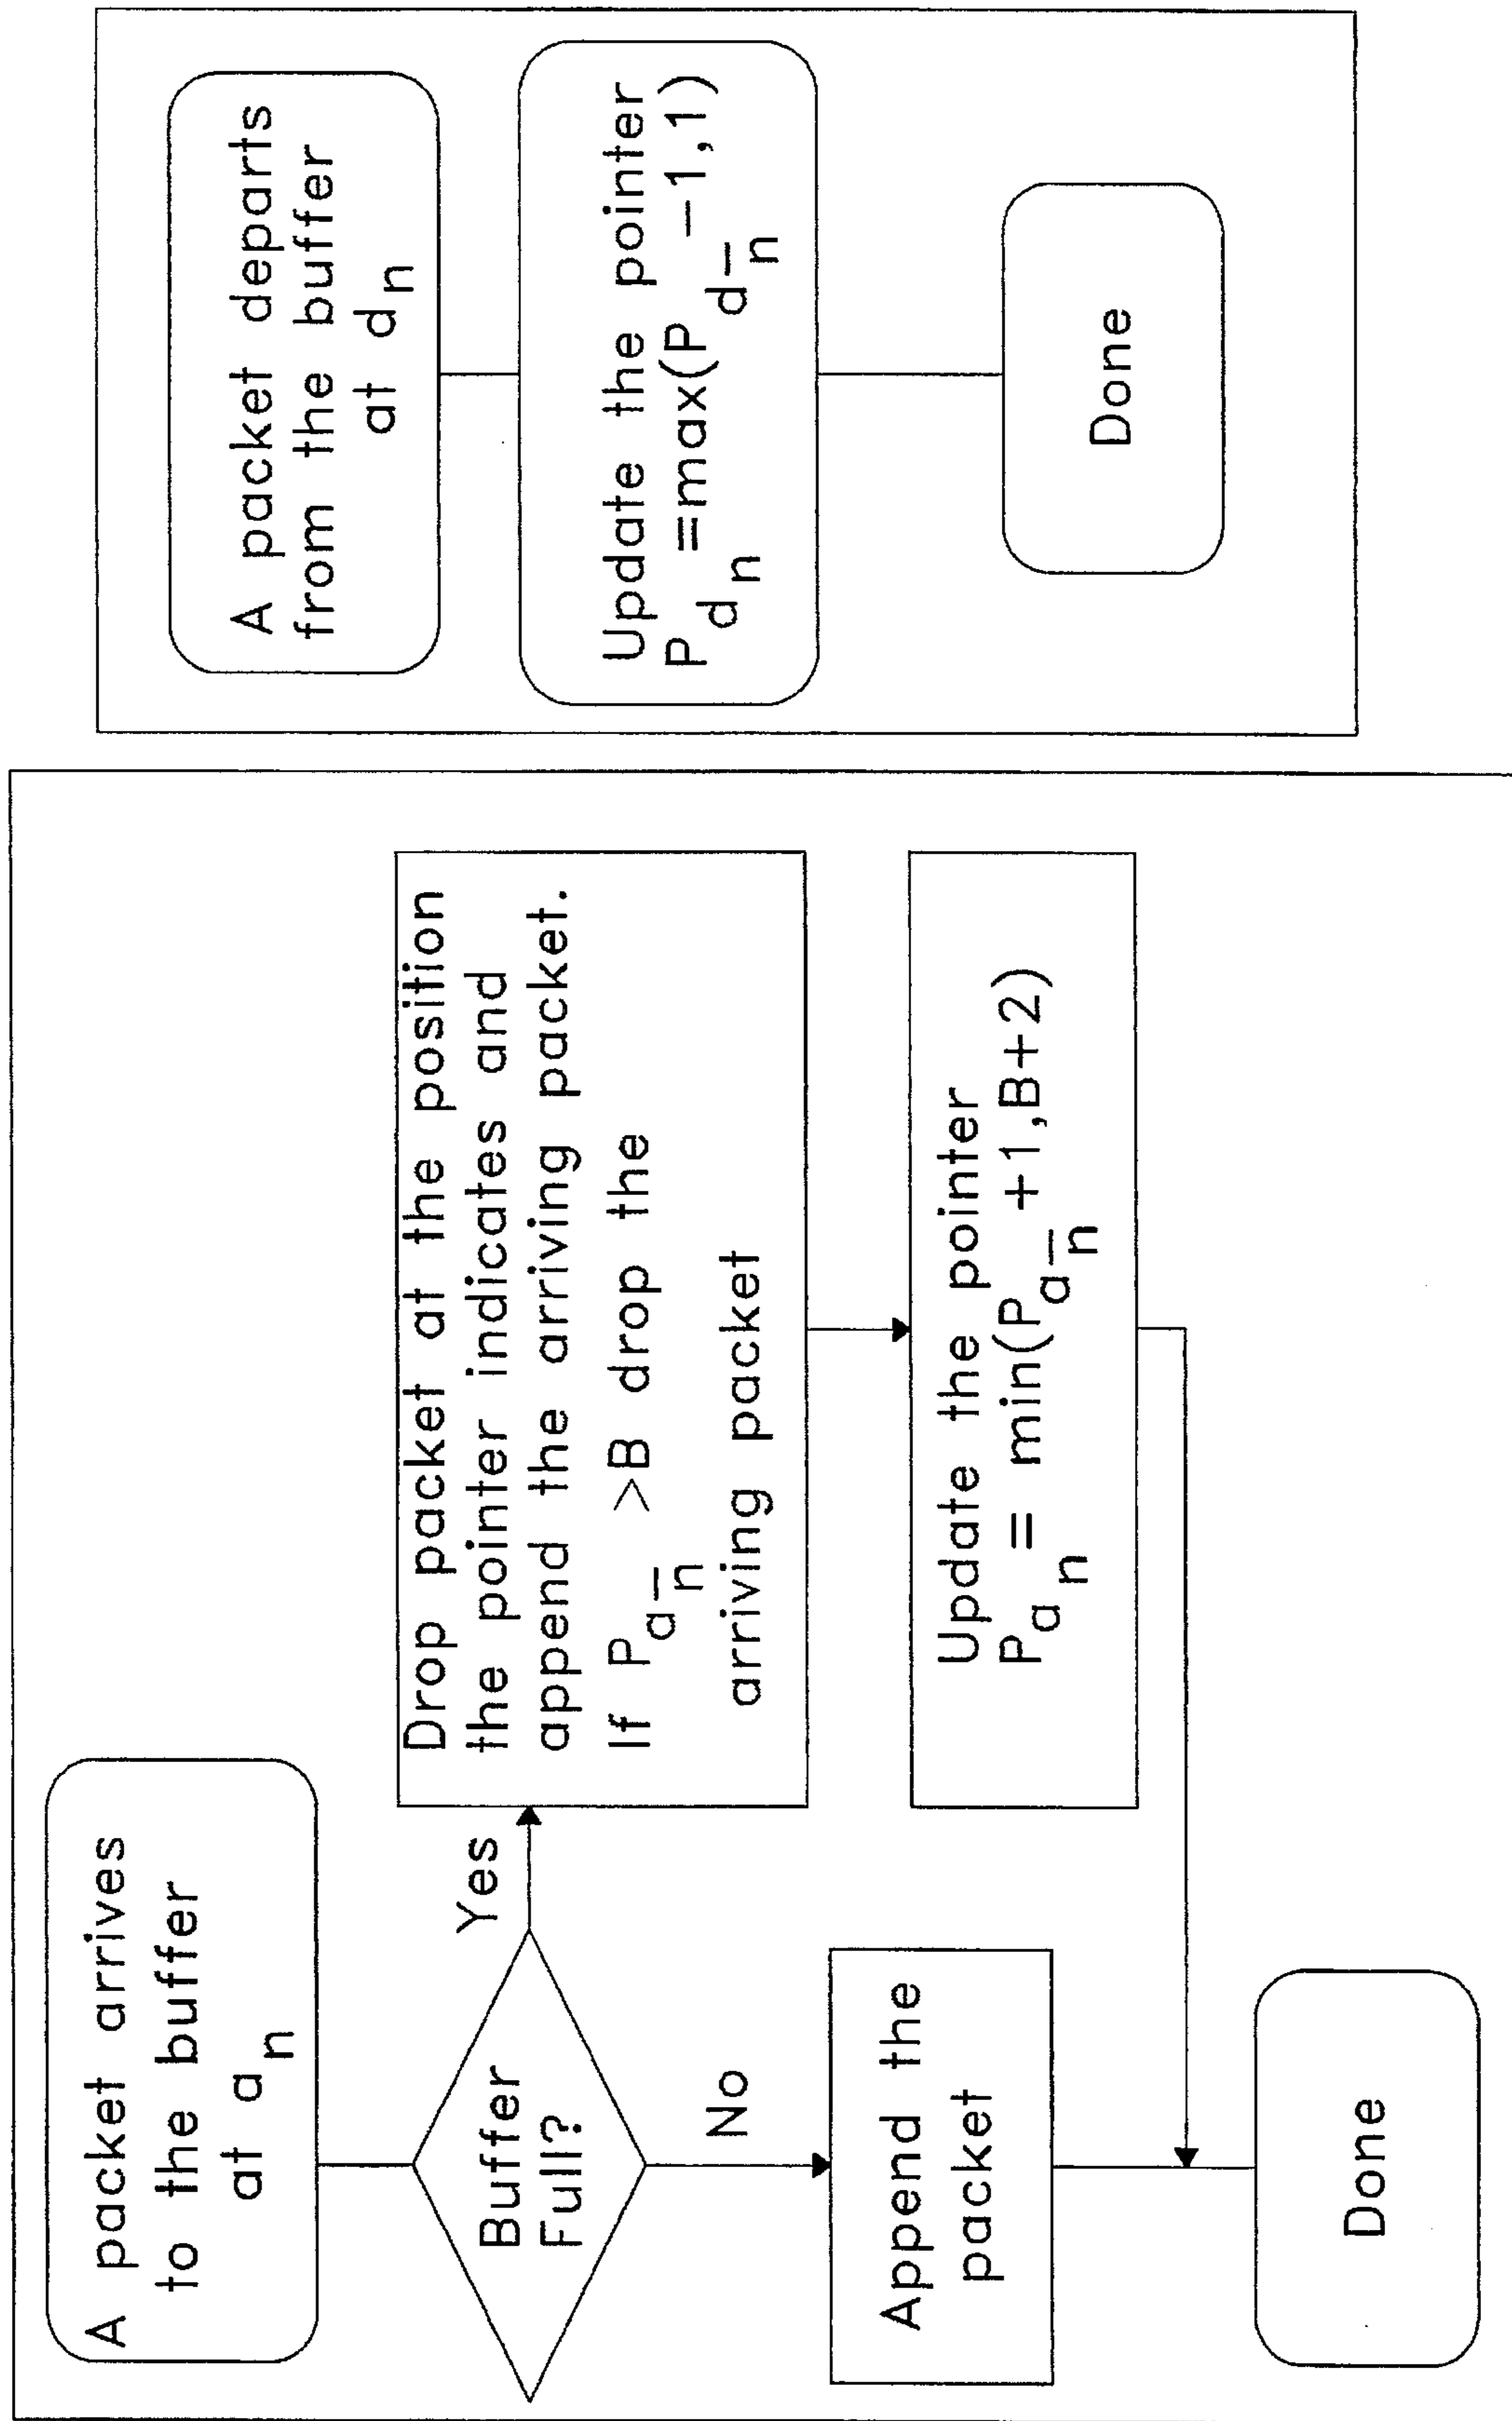 A packet arrives
to the buffer
at a_n
Buffer
Full?
Yes
No
Drop packet at the position
the pointer indicates and
append the arriving packet.
If P_{a_n^-} >B drop the
arriving packet
Update the pointer
P_{a_n} = min(P_{a_n^-} +1,B+2)
Append the
packet
Done
A packet departs
from the buffer
at d_n
Update the pointer
P_{d_n} =max(P_{d_n^-} -1,1)
Done